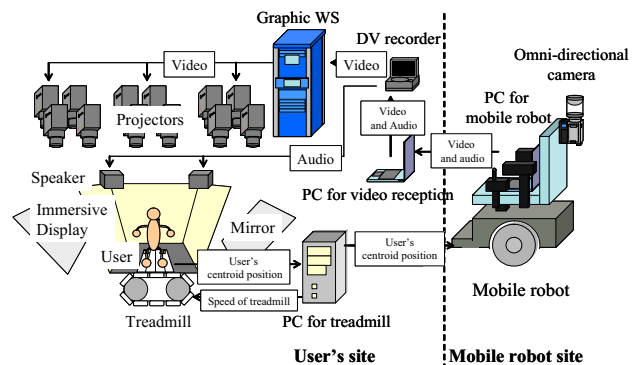 Graphic WS
DV recorder
Video
Video
Omni-directional
camera
PC for
mobile robot
Projectors
Video
and Audio
Video
and audio
Audio
Speaker
PC for video reception
Immersive
Display
Mirror
User
User's
centroid position
User's
centroid position
Speed of treadmill
Mobile robot
Treadmill
PC for treadmill
User's site
Mobile robot site